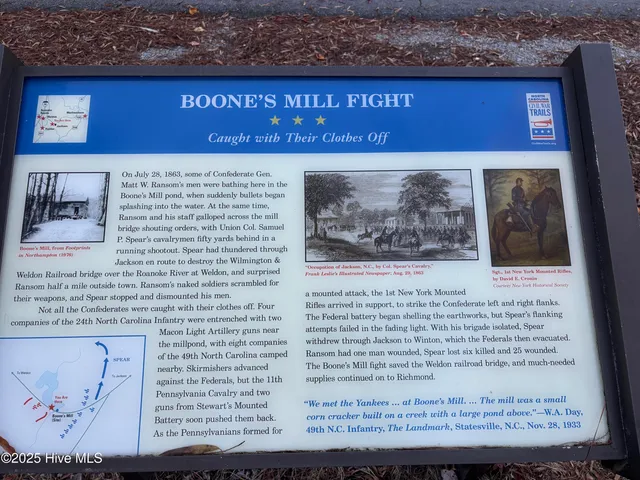 BOONE'S MILL FIGHT
Caught with Their Clothes Off
NORTH CAROLINA
CIVIL WAR
TRAILS
On July 28, 1863, some of Confederate Gen.
Matt W. Ransom's men were bathing here in the
Boone's Mill pond, when suddenly bullets began
splashing into the water. At the same time,
Ransom and his staff galloped across the mill
bridge shouting orders, with Union Col. Samuel
P. Spear's cavalrymen fifty yards behind in a
running shootout. Spear had thundered through
Jackson en route to destroy the Wilmington &
Weldon Railroad bridge over the Roanoke River at Weldon, and surprised
Ransom half a mile outside town. Ransom's naked soldiers scrambled for
their weapons, and Spear stopped and dismounted his men.
Not all the Confederates were caught with their clothes off. Four
companies of the 24th North Carolina Infantry were entrenched with two
Macon Light Artillery guns near
the millpond, with eight companies
of the 49th North Carolina camped
nearby. Skirmishers advanced
against the Federals, but the 11th
Pennsylvania Cavalry and two
guns from Stewart's Mounted
Battery soon pushed them back.
As the Pennsylvanians formed for
Boone's Mill, from Footprints
in Northampton (1976)
SPEAR
To Weldon
To Jackson
You Are
Here
Boone's Mill
"Occupation of Jackson, N.C., by Col. Spear's Cavalry,"
Frank Leslie's Illustrated Newspaper, Aug. 29, 1863
Sgt., 1st New York Mounted Rifles,
by David E. Cronin
Courtesy New-York Historical Society
a mounted attack, the 1st New York Mounted
Rifles arrived in support, to strike the Confederate left and right flanks.
The Federal battery began shelling the earthworks, but Spear's flanking
attempts failed in the fading light. With his brigade isolated, Spear
withdrew through Jackson to Winton, which the Federals then evacuated.
Ransom had one man wounded, Spear lost six killed and 25 wounded.
The Boone's Mill fight saved the Weldon railroad bridge, and much-needed
supplies continued on to Richmond.
"We met the Yankees ... at Boone's Mill. ... The mill was a small
corn cracker built on a creek with a large pond above."—W.A. Day,
49th N.C. Infantry, The Landmark, Statesville, N.C., Nov. 28, 1933
©2025 Hive MLS